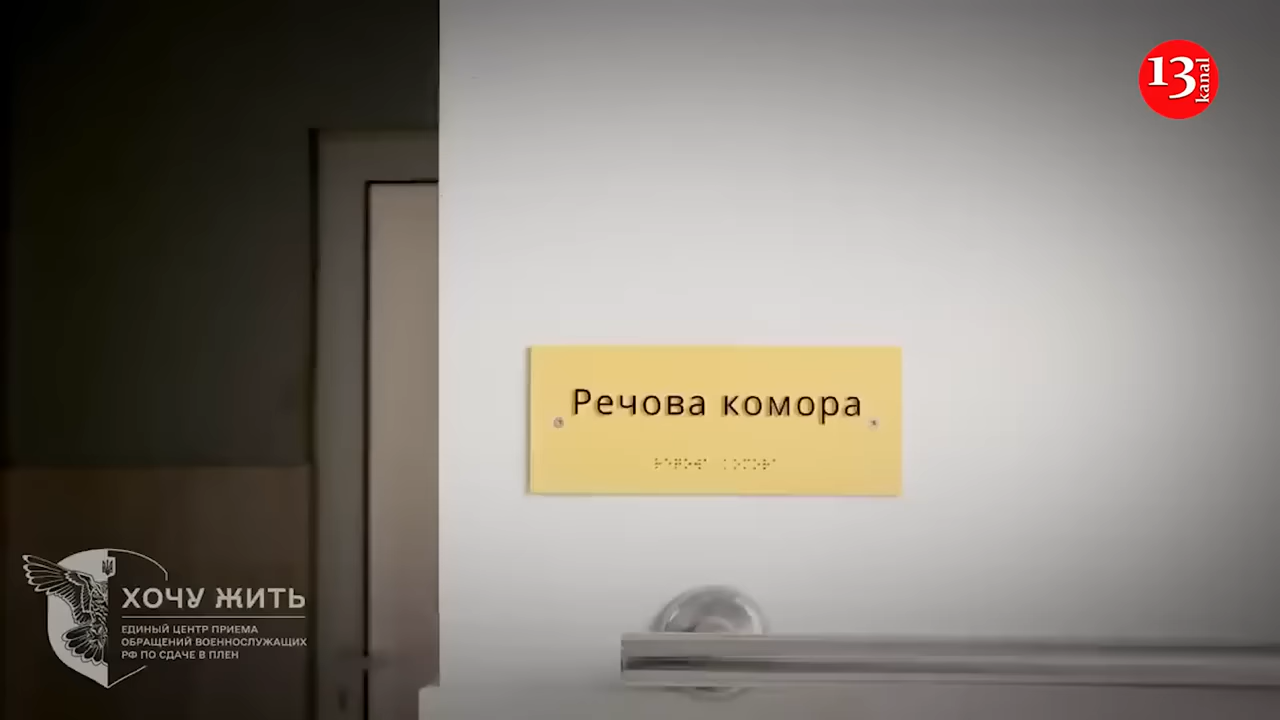 13 kanal
Речова комора
ХОЧУ ЖИТЬ
ЕДИНЫЙ ЦЕНТР ПРИЕМА
ОБРАЩЕНИЙ ВОЕННОСЛУЖАЩИХ
РФ ПО СДАЧЕ В ПЛЕН